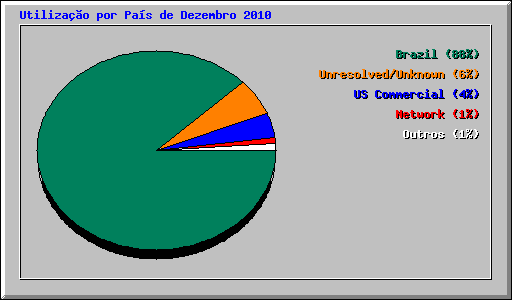 Utilização por País de Dezembro 2010
Brazil (88%)
Unresolved/Unknown (6%)
US Commercial (4%)
Network (1%)
Outros (1%)